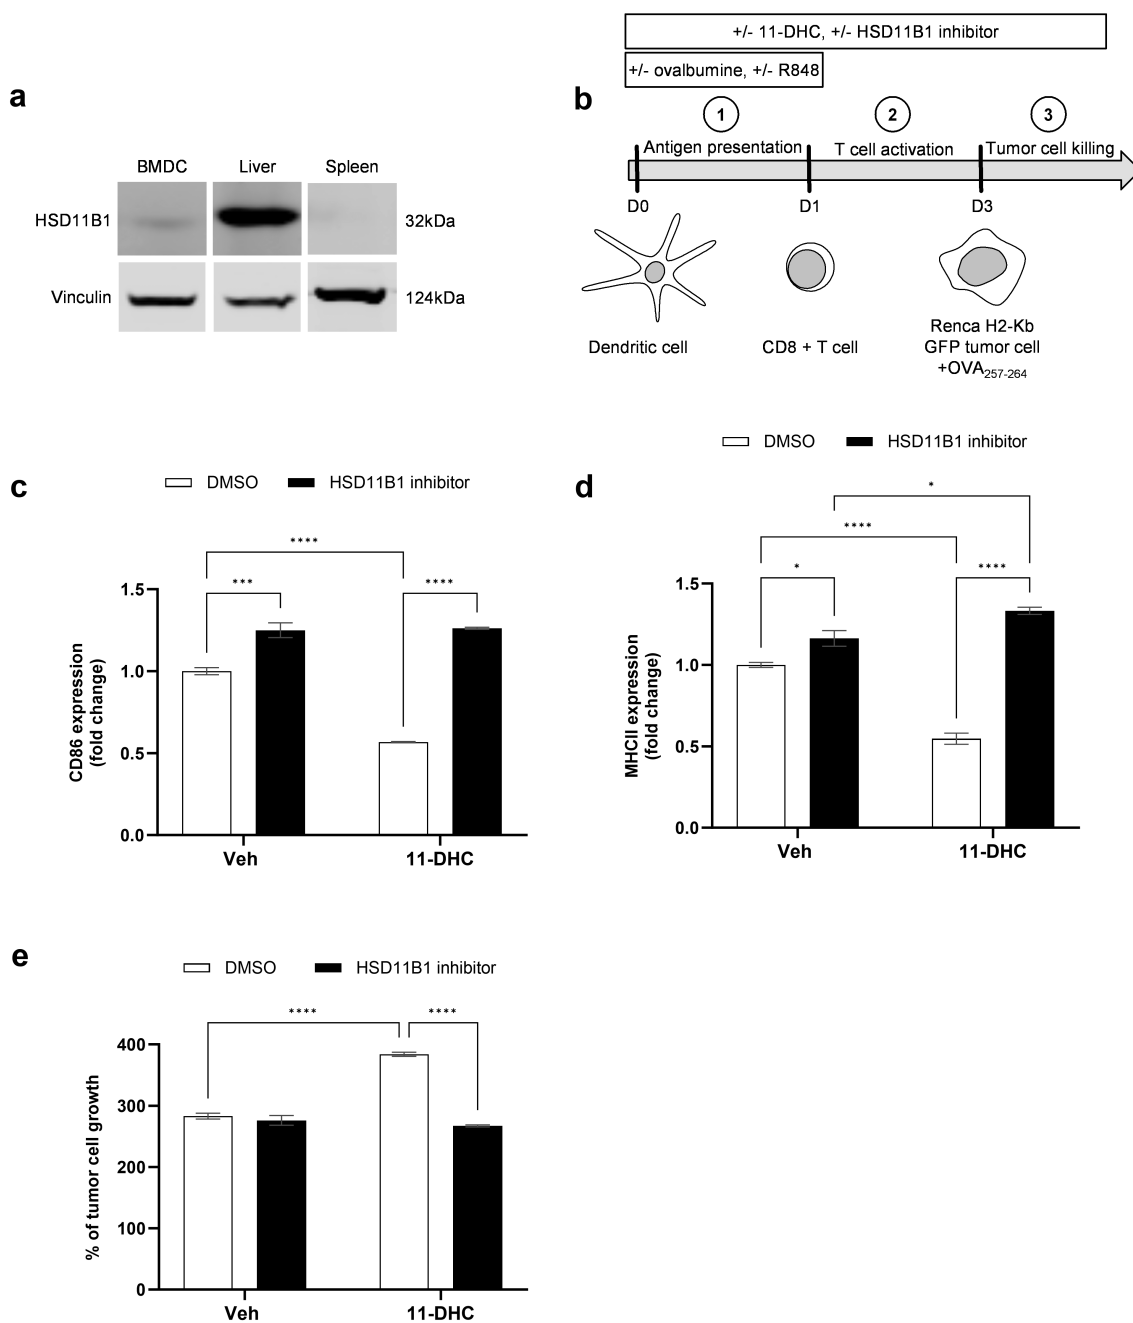 a
BMDC
Liver
Spleen
HSD11B1
32kDa
Vinculin
124kDa
b
+/- 11-DHC, +/- HSD11B1 inhibitor
+/- ovalbumine, +/- R848
1
2
3
Antigen presentation
T cell activation
Tumor cell killing
D0
D1
D3
Dendritic cell
CD8 + T cell
Renca H2-Kb
GFP tumor cell
+OVA257-264
c
DMSO
HSD11B1 inhibitor
****
***
****
1.5
1.0
0.5
0.0
CD86 expression
(fold change)
Veh
11-DHC
d
DMSO
HSD11B1 inhibitor
*
****
*
****
1.5
1.0
0.5
0.0
MHCII expression
(fold change)
Veh
11-DHC
e
DMSO
HSD11B1 inhibitor
****
****
400
300
200
100
0
% of tumor cell growth
Veh
11-DHC